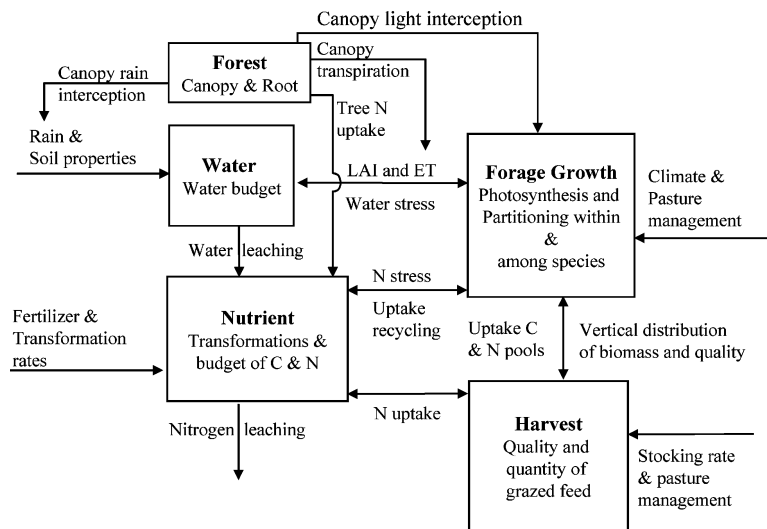 Canopy light interception
Forest
Canopy & Root
Canopy
transpiration
Canopy rain
interception
Tree N
uptake
Rain &
Soil properties
Water
Water budget
LAI and ET
Water stress
Forage Growth
Photosynthesis and
Partitioning within
&
among species
Climate &
Pasture
management
Water leaching
N stress
Uptake
recycling
Fertilizer &
Transformation
rates
Nutrient
Transformations &
budget of C & N
Uptake C
& N pools
Vertical distribution
of biomass and quality
Nitrogen leaching
N uptake
Harvest
Quality and
quantity of
grazed feed
Stocking rate
& pasture
management